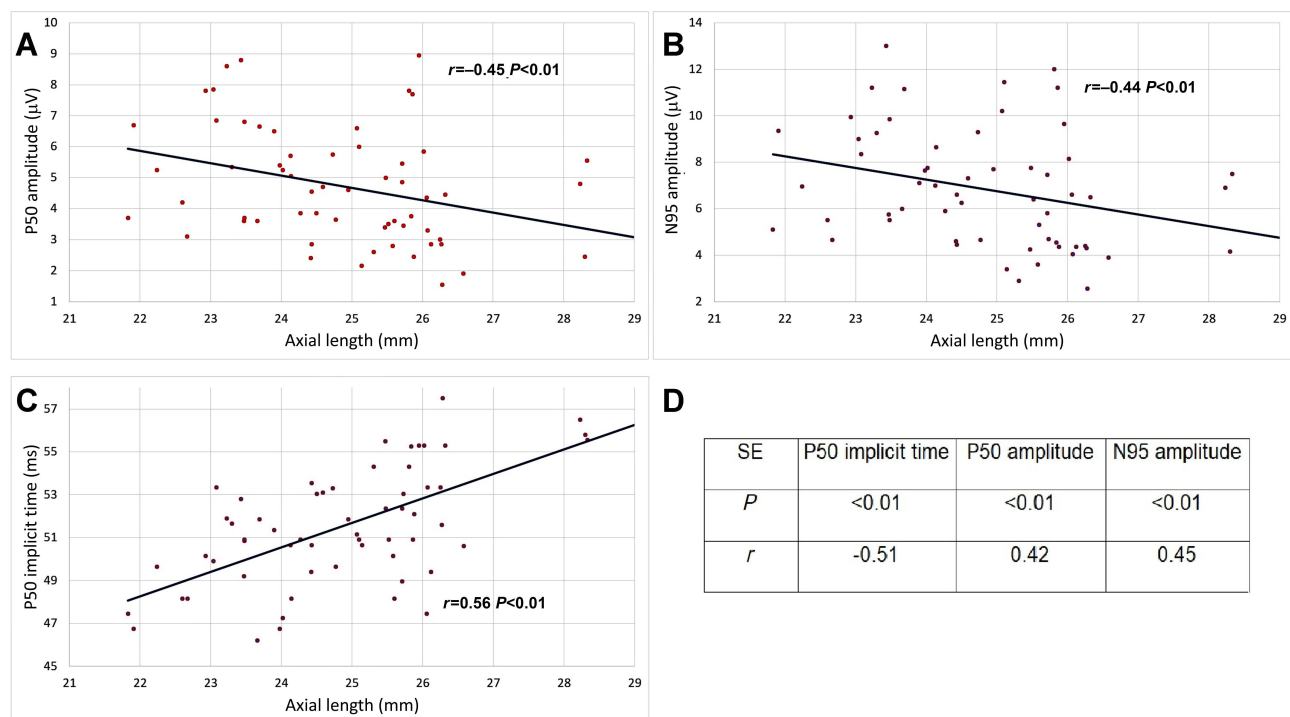 A
10
9
8
7
6
5
4
3
2
1
P50 amplitude (μV)
r=–0.45 P<0.01
21 22 23 24 25 26 27 28 29
Axial length (mm)
B
14
12
10
8
6
4
2
N95 amplitude (μV)
r=–0.44 P<0.01
21 22 23 24 25 26 27 28 29
Axial length (mm)
C
57
55
53
51
49
47
45
P50 implicit time (ms)
r=0.56 P<0.01
21 22 23 24 25 26 27 28 29
Axial length (mm)
D
SE P50 implicit time P50 amplitude N95 amplitude
P <0.01 <0.01 <0.01
r -0.51 0.42 0.45